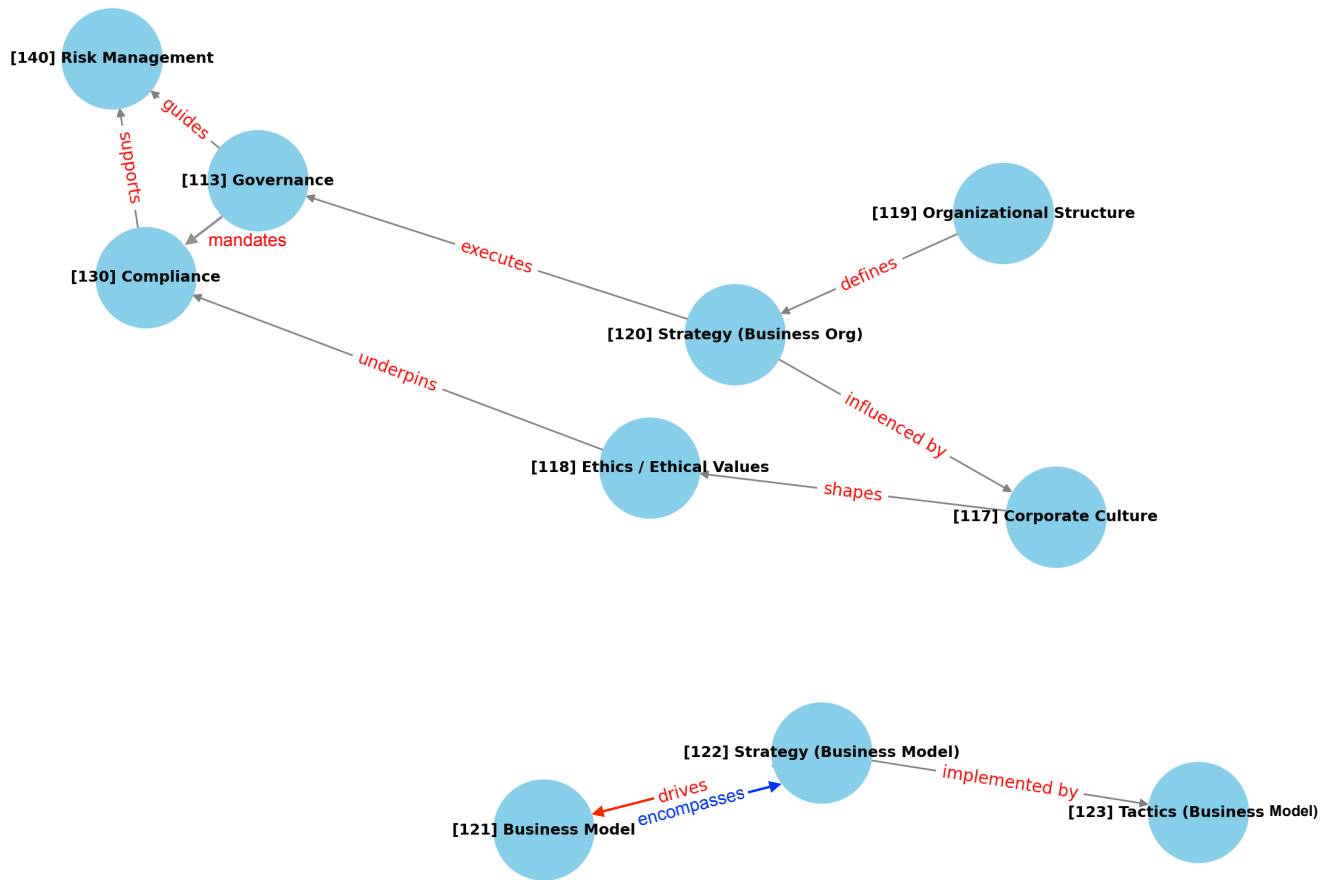 [140] Risk Management
guides
supports
[113] Governance
mandates
[130] Compliance
executes
[119] Organizational Structure
defines
[120] Strategy (Business Org)
underpins
influenced by
[118] Ethics / Ethical Values
shapes
[117] Corporate Culture
[122] Strategy (Business Model)
implemented by
drives
encompasses
[123] Tactics (Business Model)
[121] Business Model